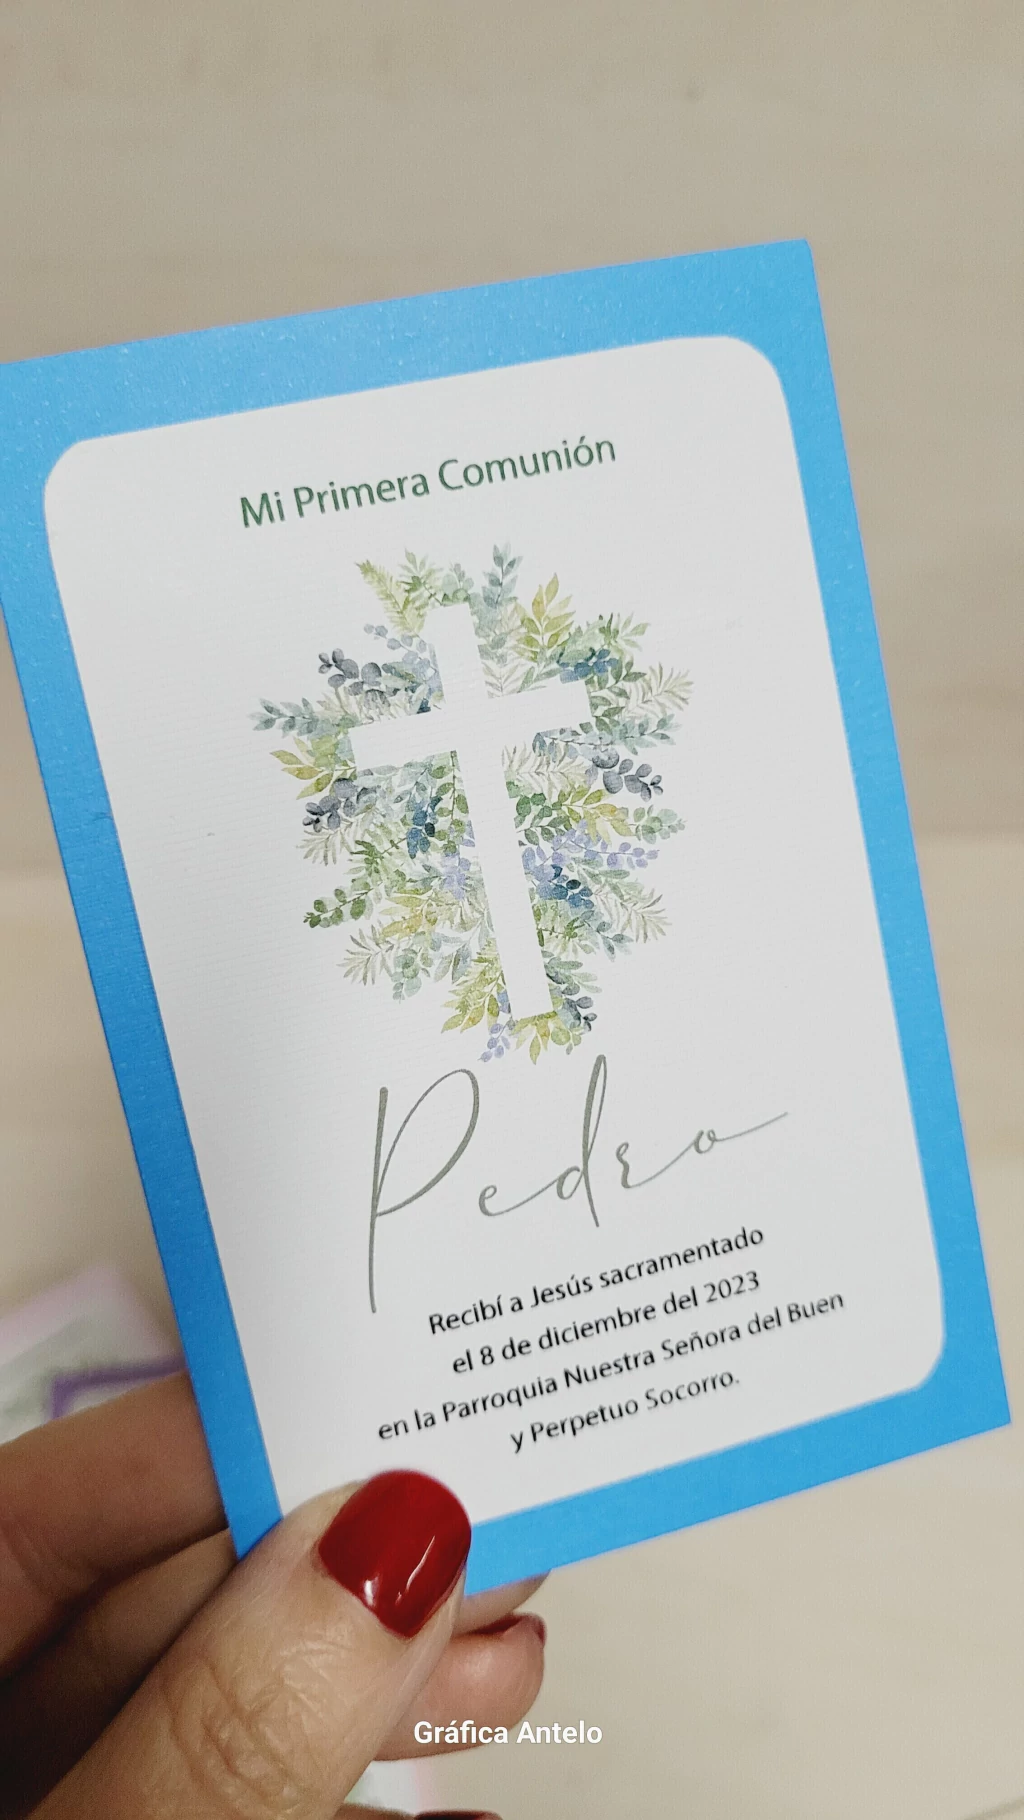 Mi Primera Comunión
Pedro
Recibí a Jesús sacramentado
el 8 de diciembre del 2023
en la Parroquia Nuestra Señora del Buen
y Perpetuo Socorro.
Gráfica Antelo